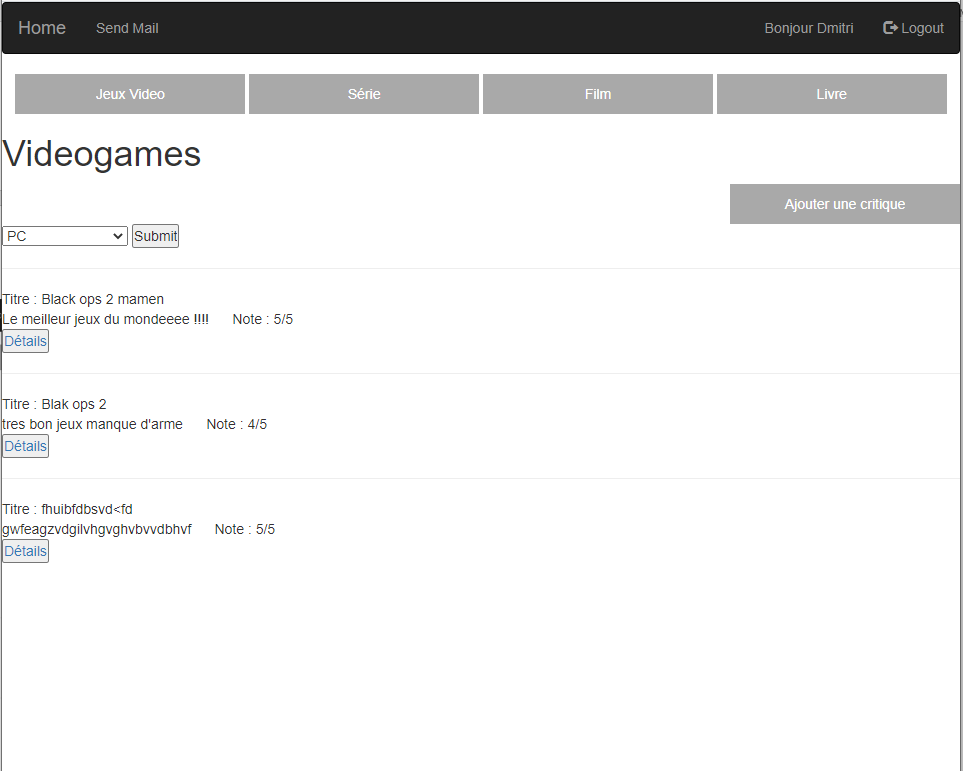 Home Send Mail Bonjour Dmitri Logout
Jeux Video Série Film Livre
Videogames
Ajouter une critique
PC Submit
Titre : Black ops 2 mamen
Le meilleur jeux du mondeeee !!!! Note : 5/5
Détails
Titre : Blak ops 2
tres bon jeux manque d'arme Note : 4/5
Détails
Titre : fhuibfdbsvd<fd
gwfeagzvdgilvhgvghvbvvdbhvf Note : 5/5
Détails